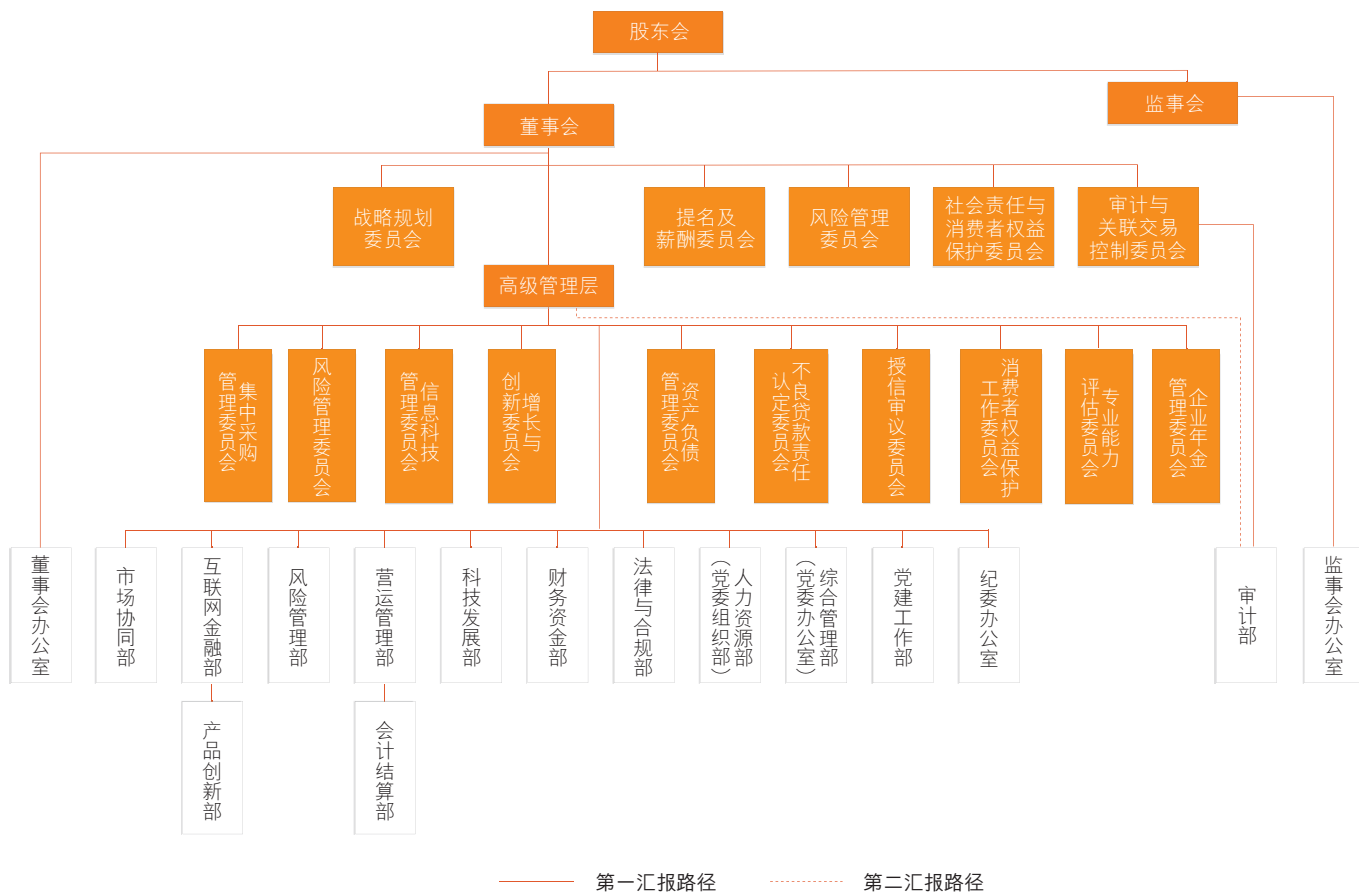 股东会
监事会
董事会
战略规划
委员会
提名及
薪酬委员会
风险管理
委员会
社会责任与
消费者权益
保护委员会
审计与
关联交易
控制委员会
高级管理层
集中采购
管理委员会
风险管理委员会
信息科技
管理委员会
增长与
创新委员会
资产负债
管理委员会
不良贷款责任
认定委员会
授信审议委员会
消费者权益保护
工作委员会
专业能力
评估委员会
企业年金
管理委员会
董事会办公室
市场协同部
互联网金融部
风险管理部
营运管理部
科技发展部
财务资金部
法律与合规部
人力资源部
（党委组织部）
综合管理部
（党委办公室）
党建工作部
纪委办公室
审计部
监事会办公室
产品创新部
会计结算部
第一汇报路径
第二汇报路径